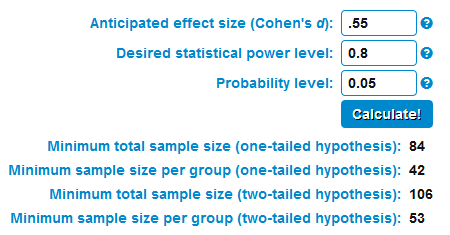 Anticipated effect size (Cohen's d): .55
Desired statistical power level: 0.8
Probability level: 0.05
Calculate!
Minimum total sample size (one-tailed hypothesis): 84
Minimum sample size per group (one-tailed hypothesis): 42
Minimum total sample size (two-tailed hypothesis): 106
Minimum sample size per group (two-tailed hypothesis): 53